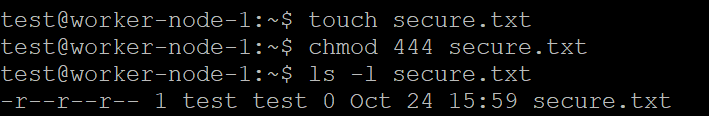 test@worker-node-1:~$ touch secure.txt
test@worker-node-1:~$ chmod 444 secure.txt
test@worker-node-1:~$ ls -l secure.txt
-r--r--r-- 1 test test 0 Oct 24 15:59 secure.txt